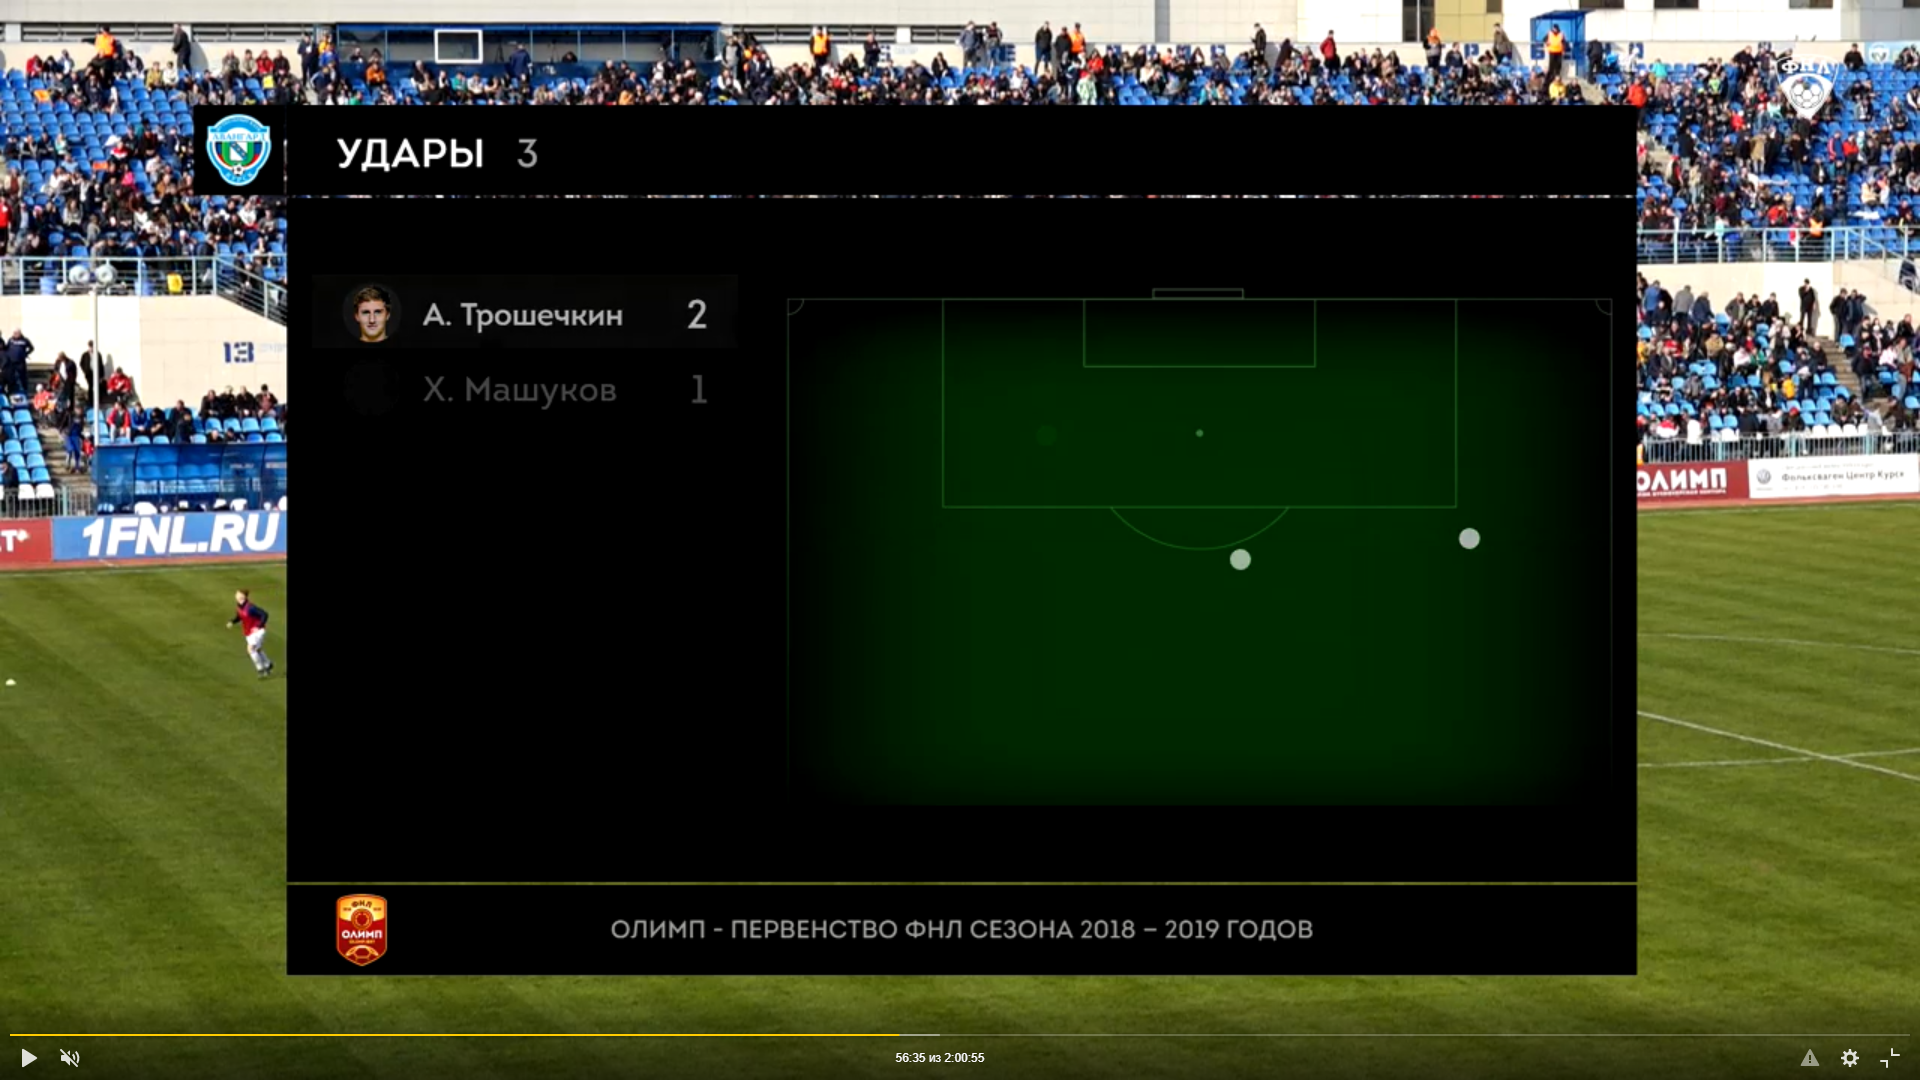 ФНЛ
АВАНГАРД
КУРСК
УДАРЫ 3
А. Трошечкин 2
Х. Машуков 1
13
1FNL.RU
ОЛИМП
Фольксваген Центр Курск
ФНЛ
ОЛИМП
ОЛИМП - ПЕРВЕНСТВО ФНЛ СЕЗОНА 2018 – 2019 ГОДОВ
56:35 из 2:00:55